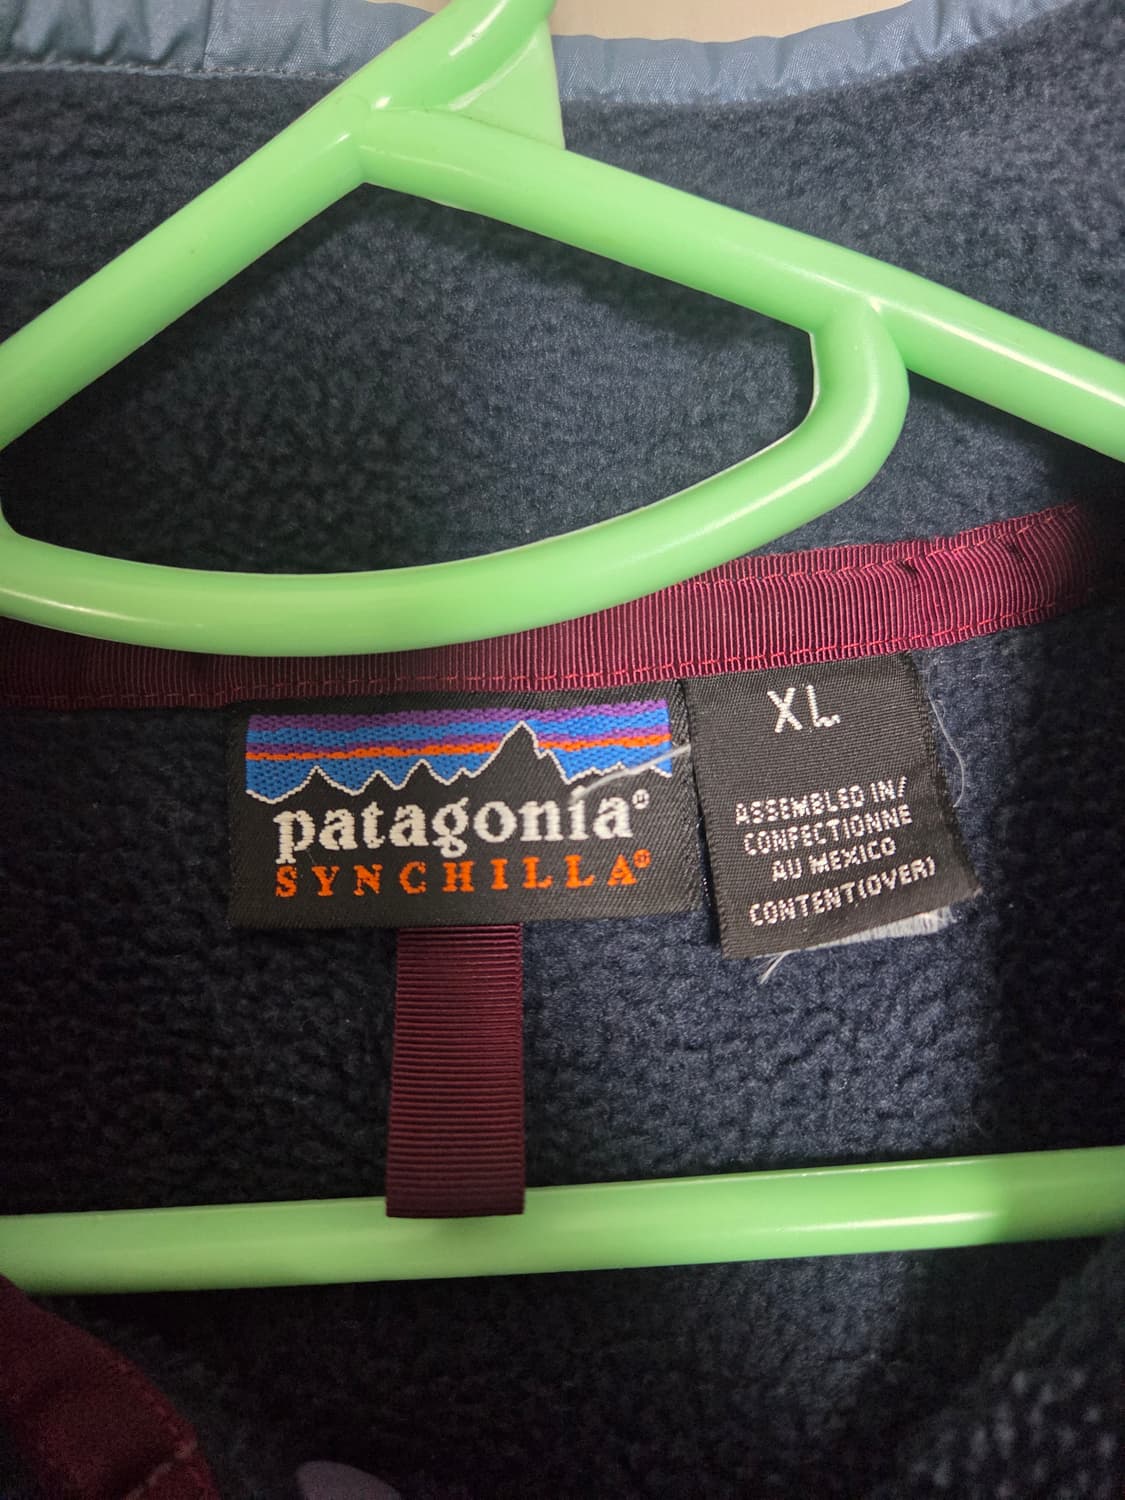 patagonia®
SYNCHILLA®
XL
ASSEMBLED IN/
CONFECTIONNE
AU MEXICO
CONTENT(OVER)